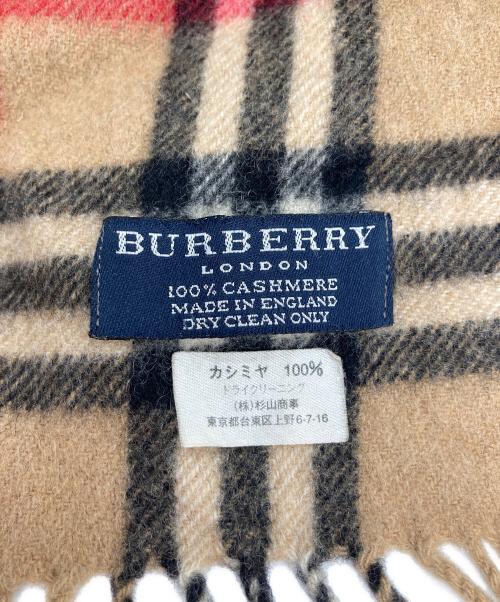 BURBERRY
LONDON
100% CASHMERE
MADE IN ENGLAND
DRY CLEAN ONLY
カシミヤ 100%
ドライクリーニング
(株)杉山商事
東京都台東区上野6-7-16